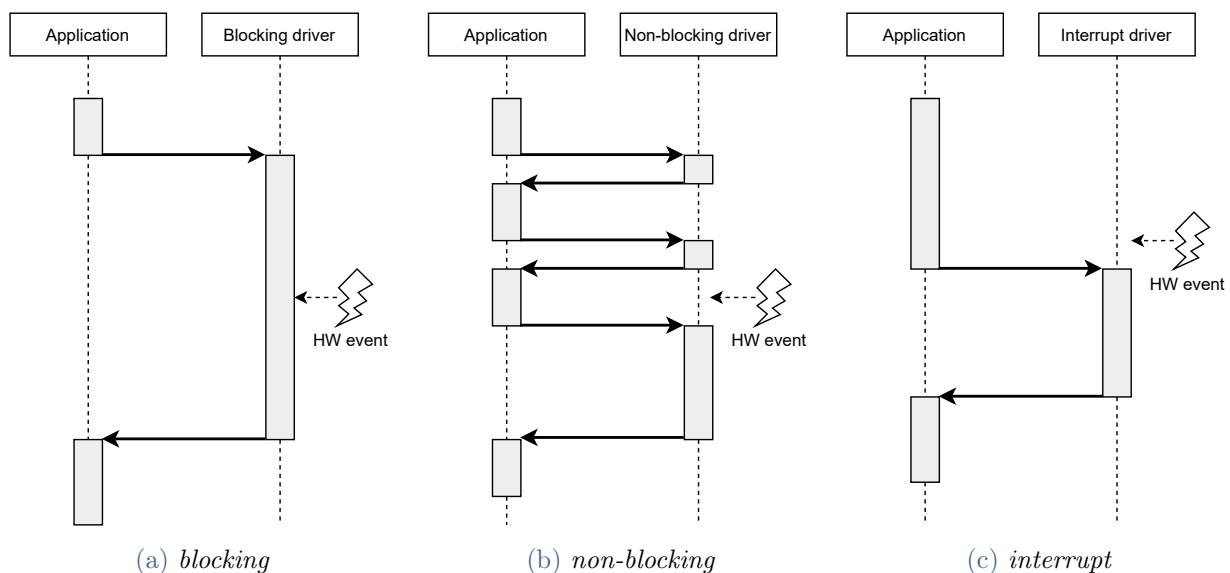 Application
Blocking driver
HW event
(a) blocking
Application
Non-blocking driver
HW event
(b) non-blocking
Application
Interrupt driver
HW event
(c) interrupt